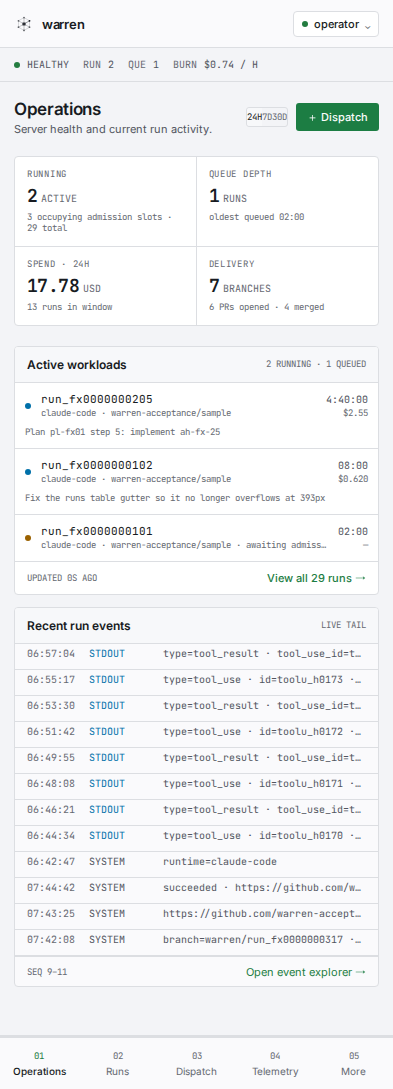 warren
operator
HEALTHY RUN 2 QUE 1 BURN $0.74 / H
Operations
Server health and current run activity.
24H7D30D
+ Dispatch
RUNNING
2 ACTIVE
3 occupying admission slots ·
29 total
QUEUE DEPTH
1 RUNS
oldest queued 02:00
SPEND · 24H
17.78 USD
13 runs in window
DELIVERY
7 BRANCHES
6 PRs opened · 4 merged
Active workloads 2 RUNNING · 1 QUEUED
run_fx0000000205 4:40:00
claude-code · warren-acceptance/sample $2.55
Plan pl-fx01 step 5: implement ah-fx-25
run_fx0000000102 08:00
claude-code · warren-acceptance/sample $0.620
Fix the runs table gutter so it no longer overflows at 393px
run_fx0000000101 02:00
claude-code · warren-acceptance/sample · awaiting admiss… —
UPDATED 0S AGO View all 29 runs →
Recent run events LIVE TAIL
06:57:04 STDOUT type=tool_result · tool_use_id=t…
06:55:17 STDOUT type=tool_use · id=toolu_h0173 ·…
06:53:30 STDOUT type=tool_result · tool_use_id=t…
06:51:42 STDOUT type=tool_use · id=toolu_h0172 ·…
06:49:55 STDOUT type=tool_result · tool_use_id=t…
06:48:08 STDOUT type=tool_use · id=toolu_h0171 ·…
06:46:21 STDOUT type=tool_result · tool_use_id=t…
06:44:34 STDOUT type=tool_use · id=toolu_h0170 ·…
06:42:47 SYSTEM runtime=claude-code
07:44:42 SYSTEM succeeded · https://github.com/w…
07:43:25 SYSTEM https://github.com/warren-accept…
07:42:08 SYSTEM branch=warren/run_fx0000000317 ·…
SEQ 9–11 Open event explorer →
01 02 03 04 05
Operations Runs Dispatch Telemetry More